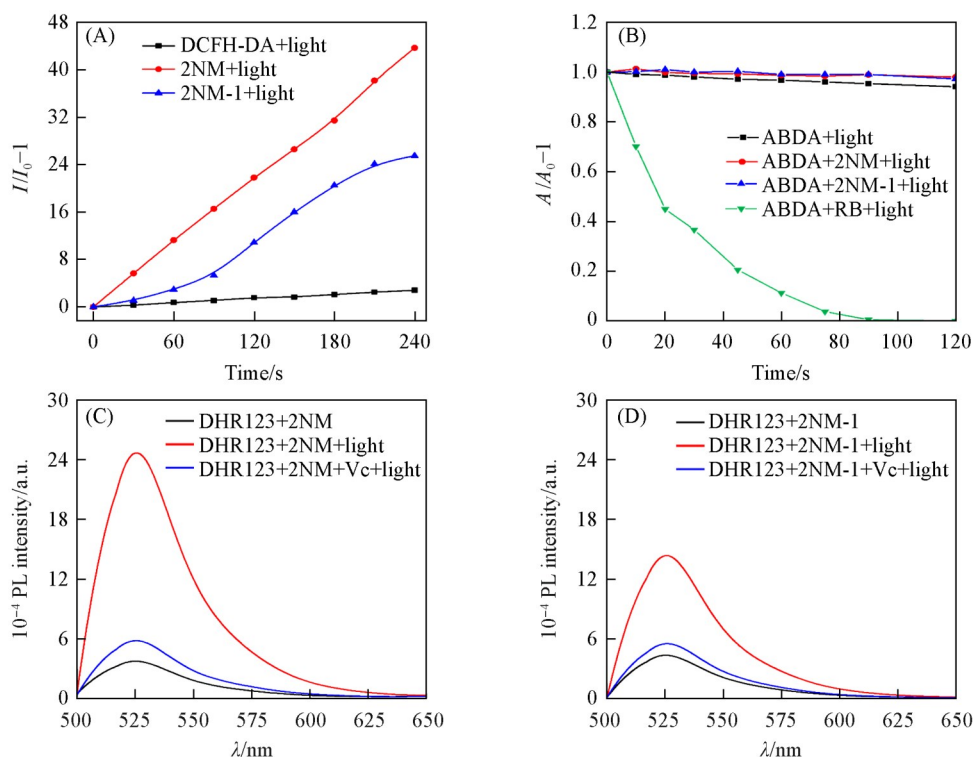 (A)
DCFH-DA+light
2NM+light
2NM-1+light
I/I₀−1
48
40
32
24
16
8
0
0 60 120 180 240
Time/s
(B)
ABDA+light
ABDA+2NM+light
ABDA+2NM-1+light
ABDA+RB+light
A/A₀−1
1.2
1.0
0.8
0.6
0.4
0.2
0
0 20 40 60 80 100 120
Time/s
(C)
DHR123+2NM
DHR123+2NM+light
DHR123+2NM+Vc+light
10⁻⁴ PL intensity/a.u.
30
24
18
12
6
0
500 525 550 575 600 625 650
λ/nm
(D)
DHR123+2NM-1
DHR123+2NM-1+light
DHR123+2NM-1+Vc+light
10⁻⁴ PL intensity/a.u.
30
24
18
12
6
0
500 525 550 575 600 625 650
λ/nm